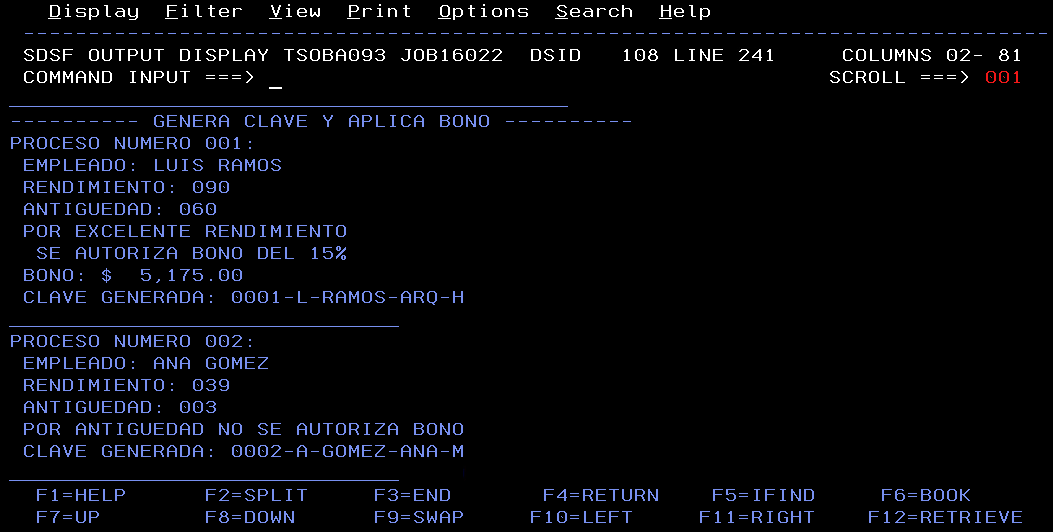 Display  Filter  View  Print  Options  Search  Help
--------------------------------------------------------------------------------
SDSF OUTPUT DISPLAY TSOBA093 JOB16022  DSID   108 LINE 241     COLUMNS 02- 81
COMMAND INPUT ===> _                                            SCROLL ===> 001
___________________________________________
---------- GENERA CLAVE Y APLICA BONO ----------
PROCESO NUMERO 001:
 EMPLEADO: LUIS RAMOS
 RENDIMIENTO: 090
 ANTIGUEDAD: 060
 POR EXCELENTE RENDIMIENTO
  SE AUTORIZA BONO DEL 15%
 BONO: $  5,175.00
 CLAVE GENERADA: 0001-L-RAMOS-ARQ-H
______________________________
PROCESO NUMERO 002:
 EMPLEADO: ANA GOMEZ
 RENDIMIENTO: 039
 ANTIGUEDAD: 003
 POR ANTIGUEDAD NO SE AUTORIZA BONO
 CLAVE GENERADA: 0002-A-GOMEZ-ANA-M
______________________________
F1=HELP      F2=SPLIT     F3=END       F4=RETURN    F5=IFIND     F6=BOOK
F7=UP        F8=DOWN      F9=SWAP     F10=LEFT     F11=RIGHT    F12=RETRIEVE